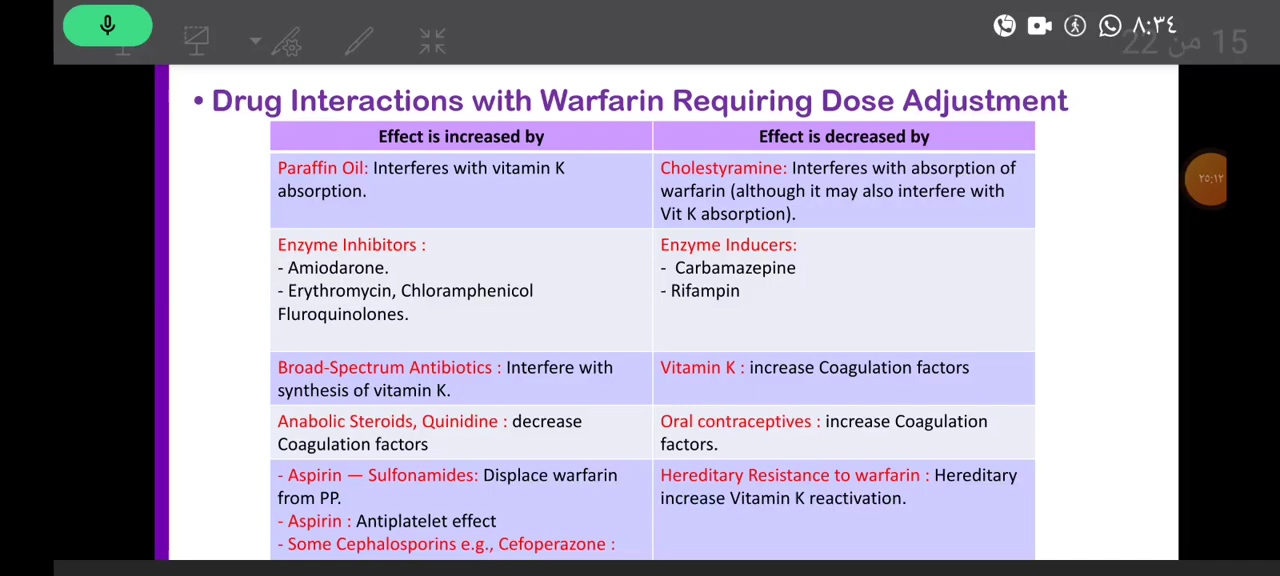 ٨:٣٤
15 من 22
• Drug Interactions with Warfarin Requiring Dose Adjustment
Effect is increased by
Effect is decreased by
Paraffin Oil: Interferes with vitamin K
absorption.
Cholestyramine: Interferes with absorption of
warfarin (although it may also interfere with
Vit K absorption).
Enzyme Inhibitors :
- Amiodarone.
- Erythromycin, Chloramphenicol
Fluroquinolones.
Enzyme Inducers:
- Carbamazepine
- Rifampin
Broad-Spectrum Antibiotics : Interfere with
synthesis of vitamin K.
Vitamin K : increase Coagulation factors
Anabolic Steroids, Quinidine : decrease
Coagulation factors
Oral contraceptives : increase Coagulation
factors.
- Aspirin — Sulfonamides: Displace warfarin
from PP.
- Aspirin : Antiplatelet effect
- Some Cephalosporins e.g., Cefoperazone :
Hereditary Resistance to warfarin : Hereditary
increase Vitamin K reactivation.
٢٥:١٢